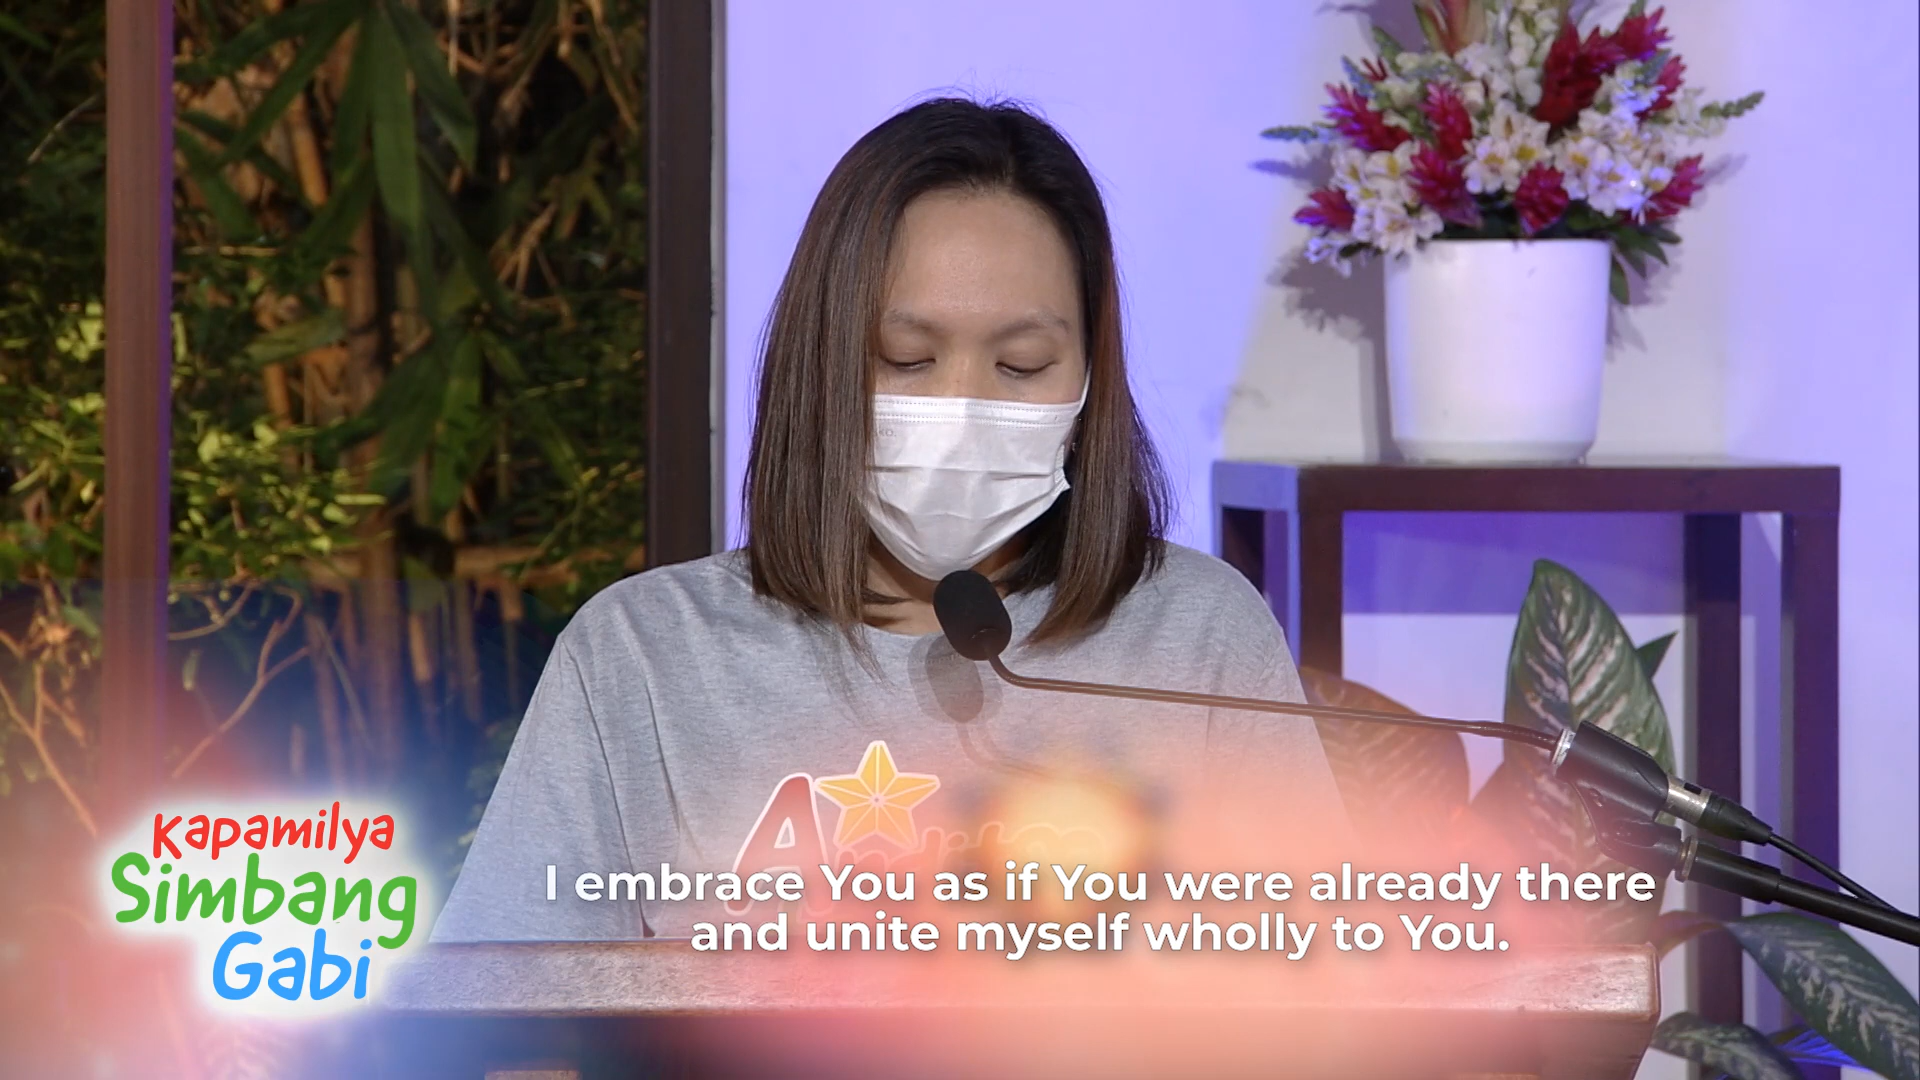 Kapamilya
Simbang
Gabi
I embrace You as if You were already there
and unite myself wholly to You.